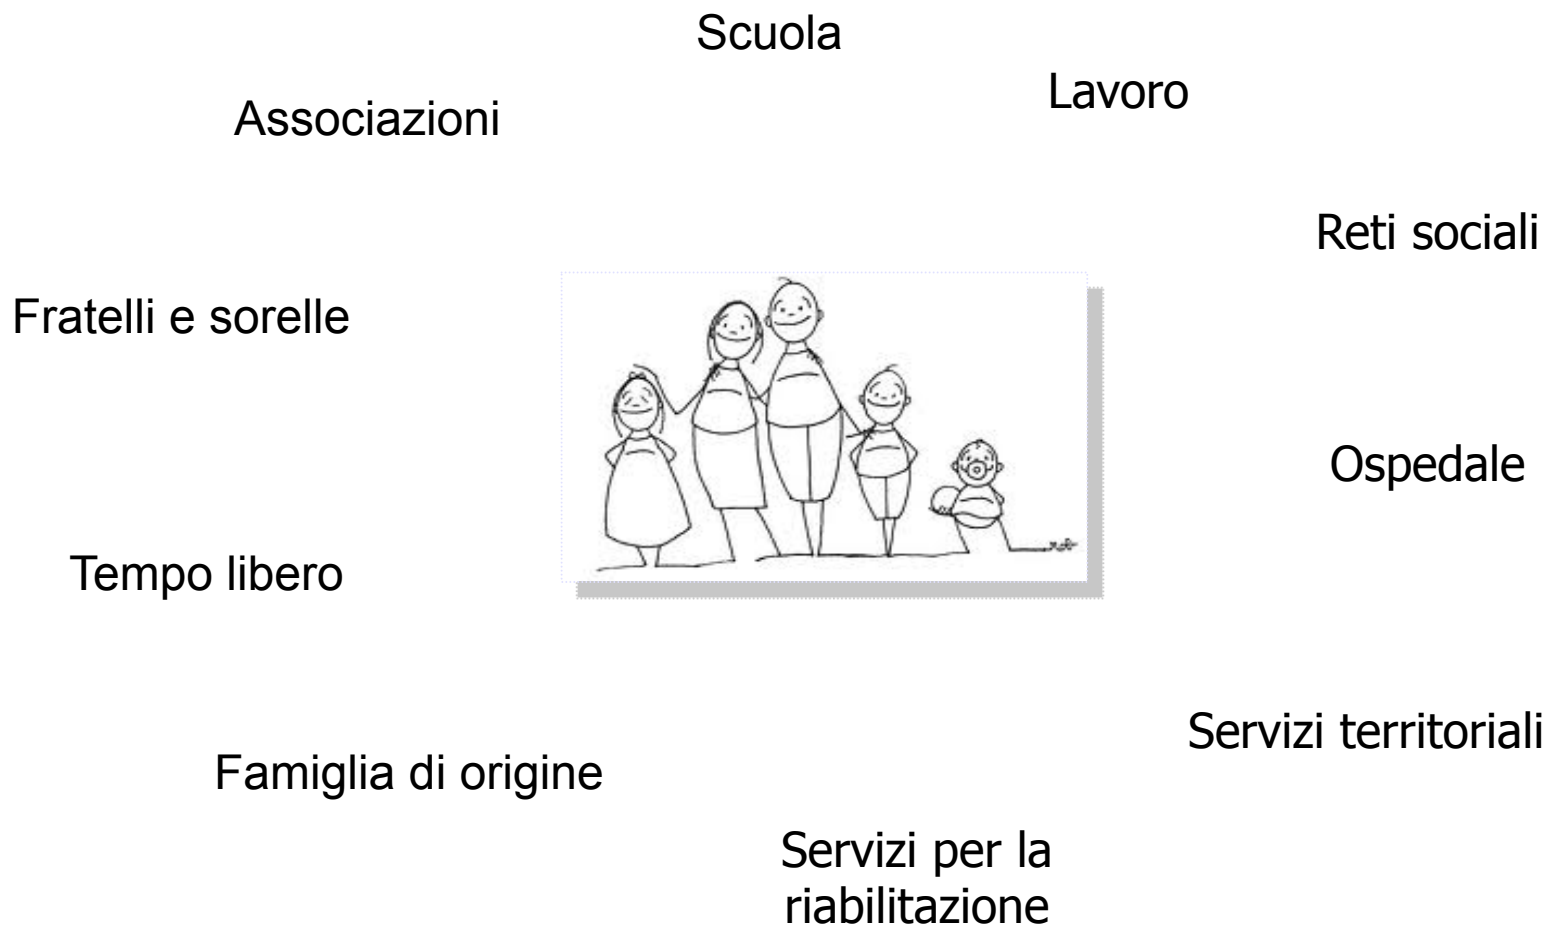 Scuola
Lavoro
Associazioni
Reti sociali
Fratelli e sorelle
Ospedale
Tempo libero
Servizi territoriali
Famiglia di origine
Servizi per la
riabilitazione